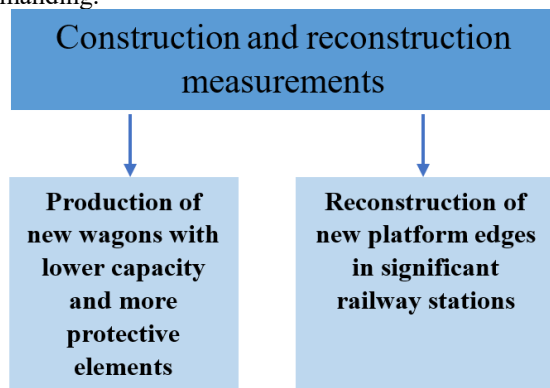 manding.
Construction and reconstruction
measurements
Production of
new wagons with
lower capacity
and more
protective
elements
Reconstruction of
new platform edges
in significant
railway stations